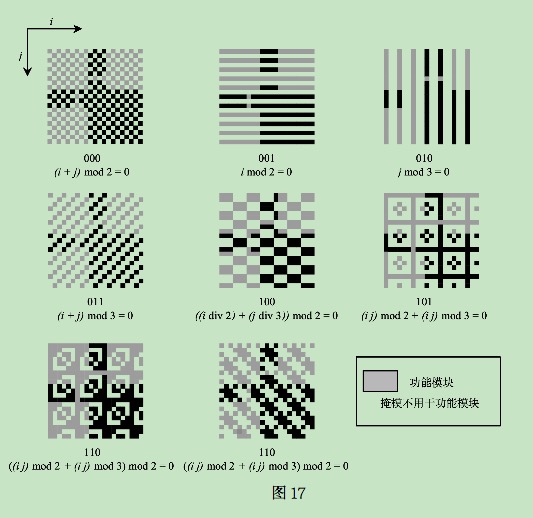 i
j
000
(i + j) mod 2 = 0
001
i mod 2 = 0
010
j mod 3 = 0
011
(i + j) mod 3 = 0
100
((i div 2) + (j div 3)) mod 2 = 0
101
(i j) mod 2 + (i j) mod 3 = 0
110
((i j) mod 2 + (i j) mod 3) mod 2 = 0
110
((i j) mod 2 + (i j) mod 3) mod 2 = 0
功能模块
掩模不用于功能模块
图 17